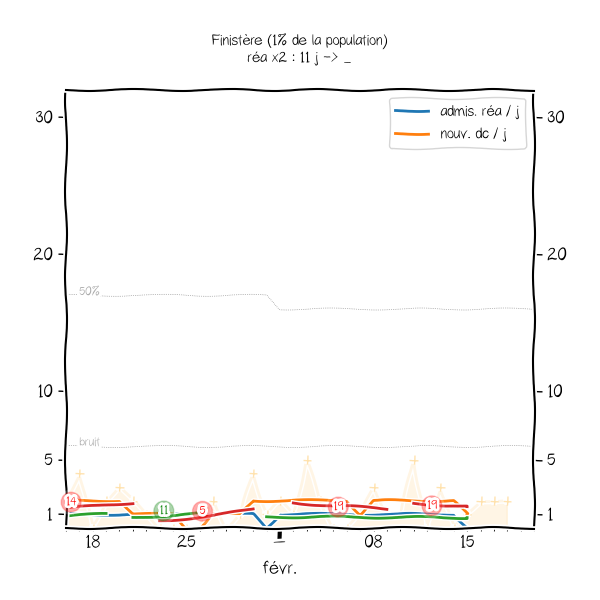 Finistère (1% de la population)
réa x2 : 11 j -> _
admis. réa / j
nouv. dc / j
30 30
20 20
50%
10 10
bruit
5 5
14 11 5 19 19
1 1
18 25 1 08 15
févr.